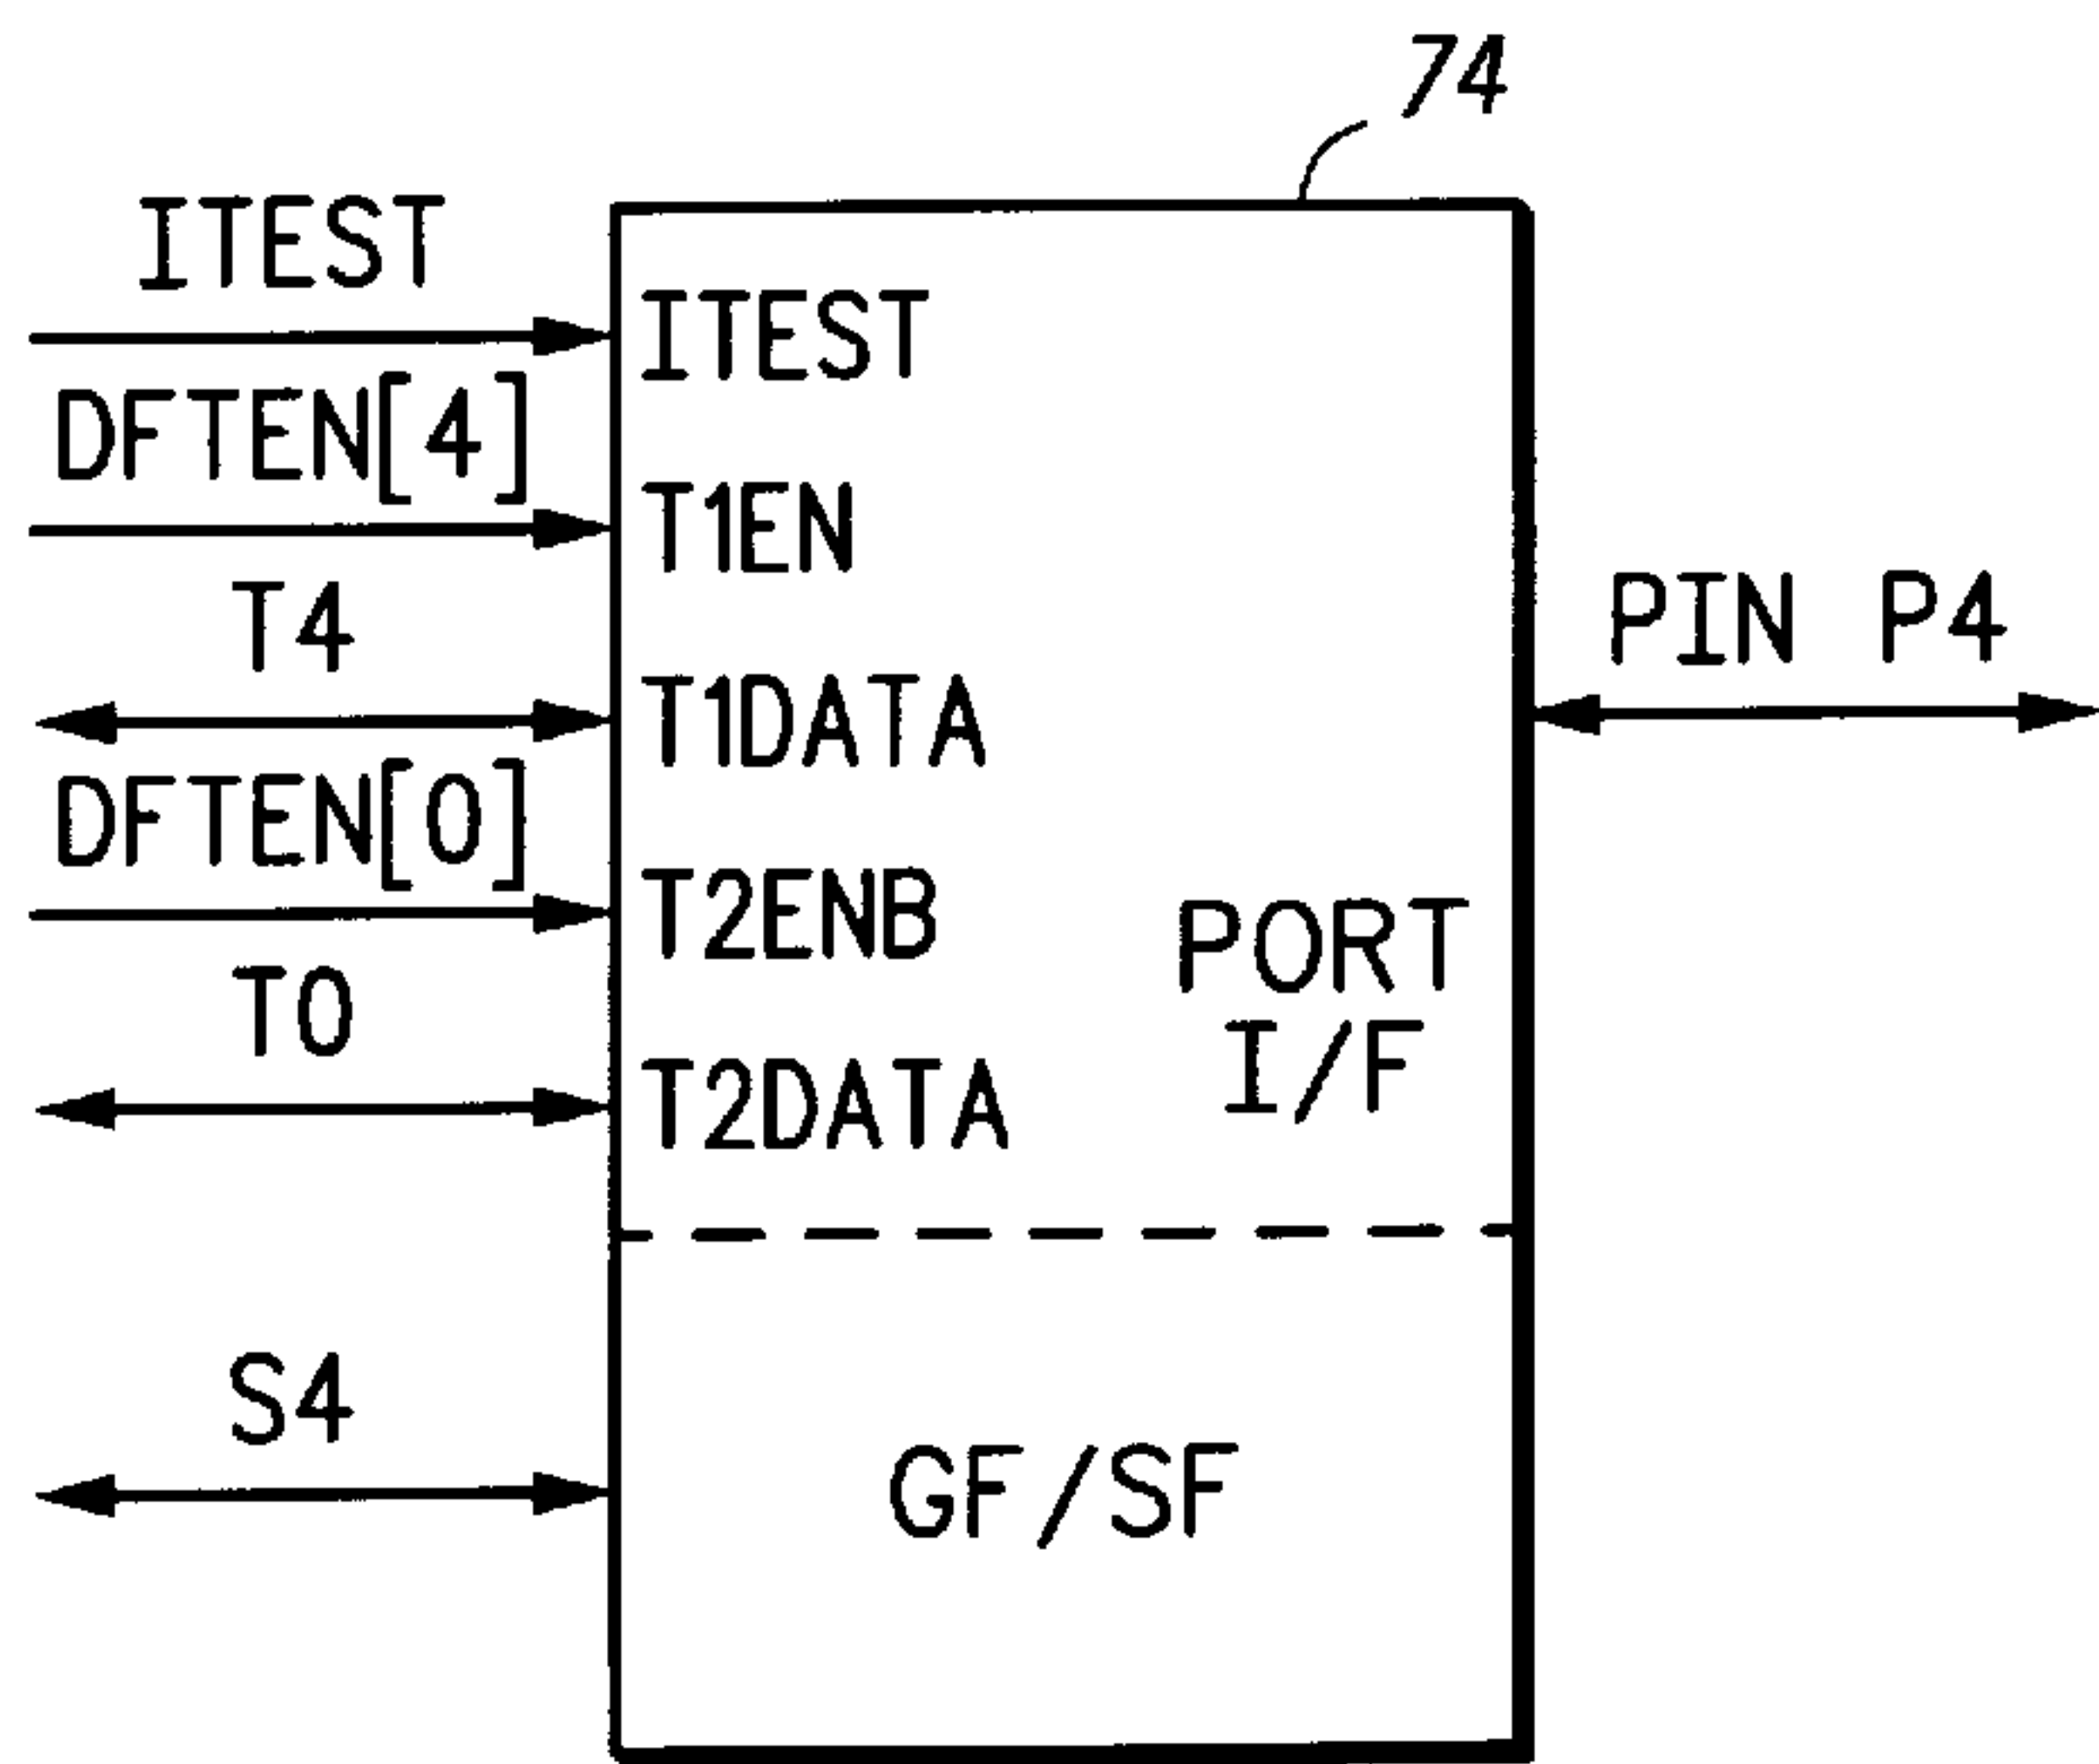 74
ITEST
ITEST
DFTEN[4]
T1EN
T4
T1DATA
PIN P4
DFTEN[0]
T2ENB
PORT
I/F
T0
T2DATA
S4
GF/SF